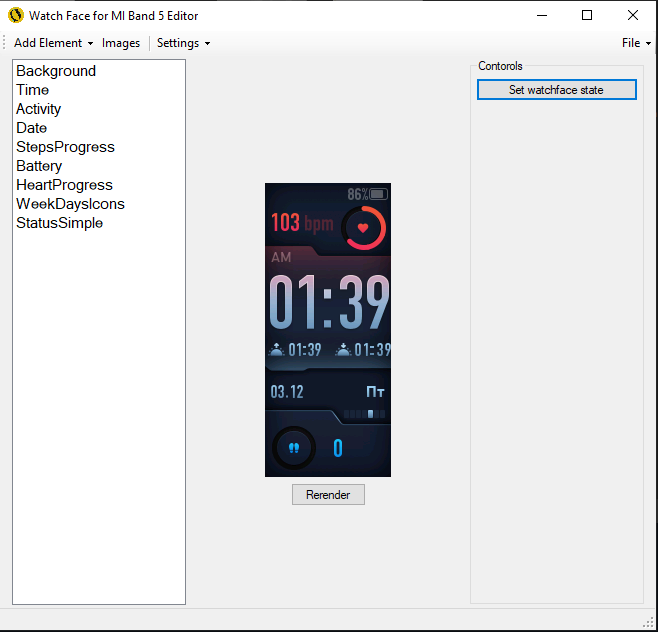 Watch Face for MI Band 5 Editor
Add Element Images Settings File
Background
Time
Activity
Date
StepsProgress
Battery
HeartProgress
WeekDaysIcons
StatusSimple
86%
103 bpm
AM
01:39
01:39 01:39
03.12 Пт
0
Rerender
Contorols
Set watchface state